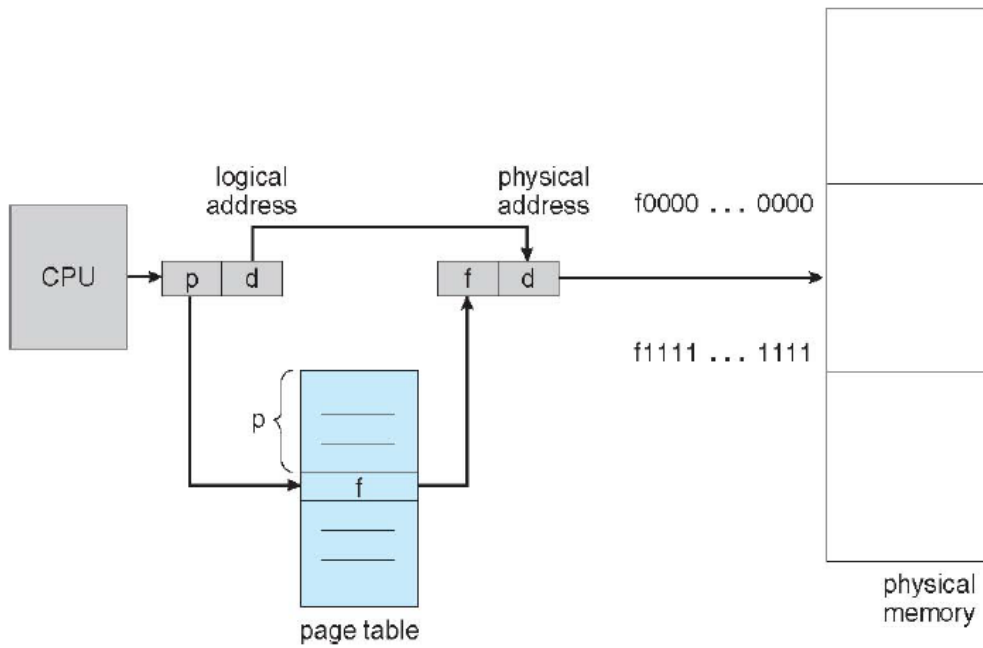 logical
address
physical
address
f0000 ... 0000
CPU
p
d
f
d
f1111 ... 1111
p
f
page table
physical
memory